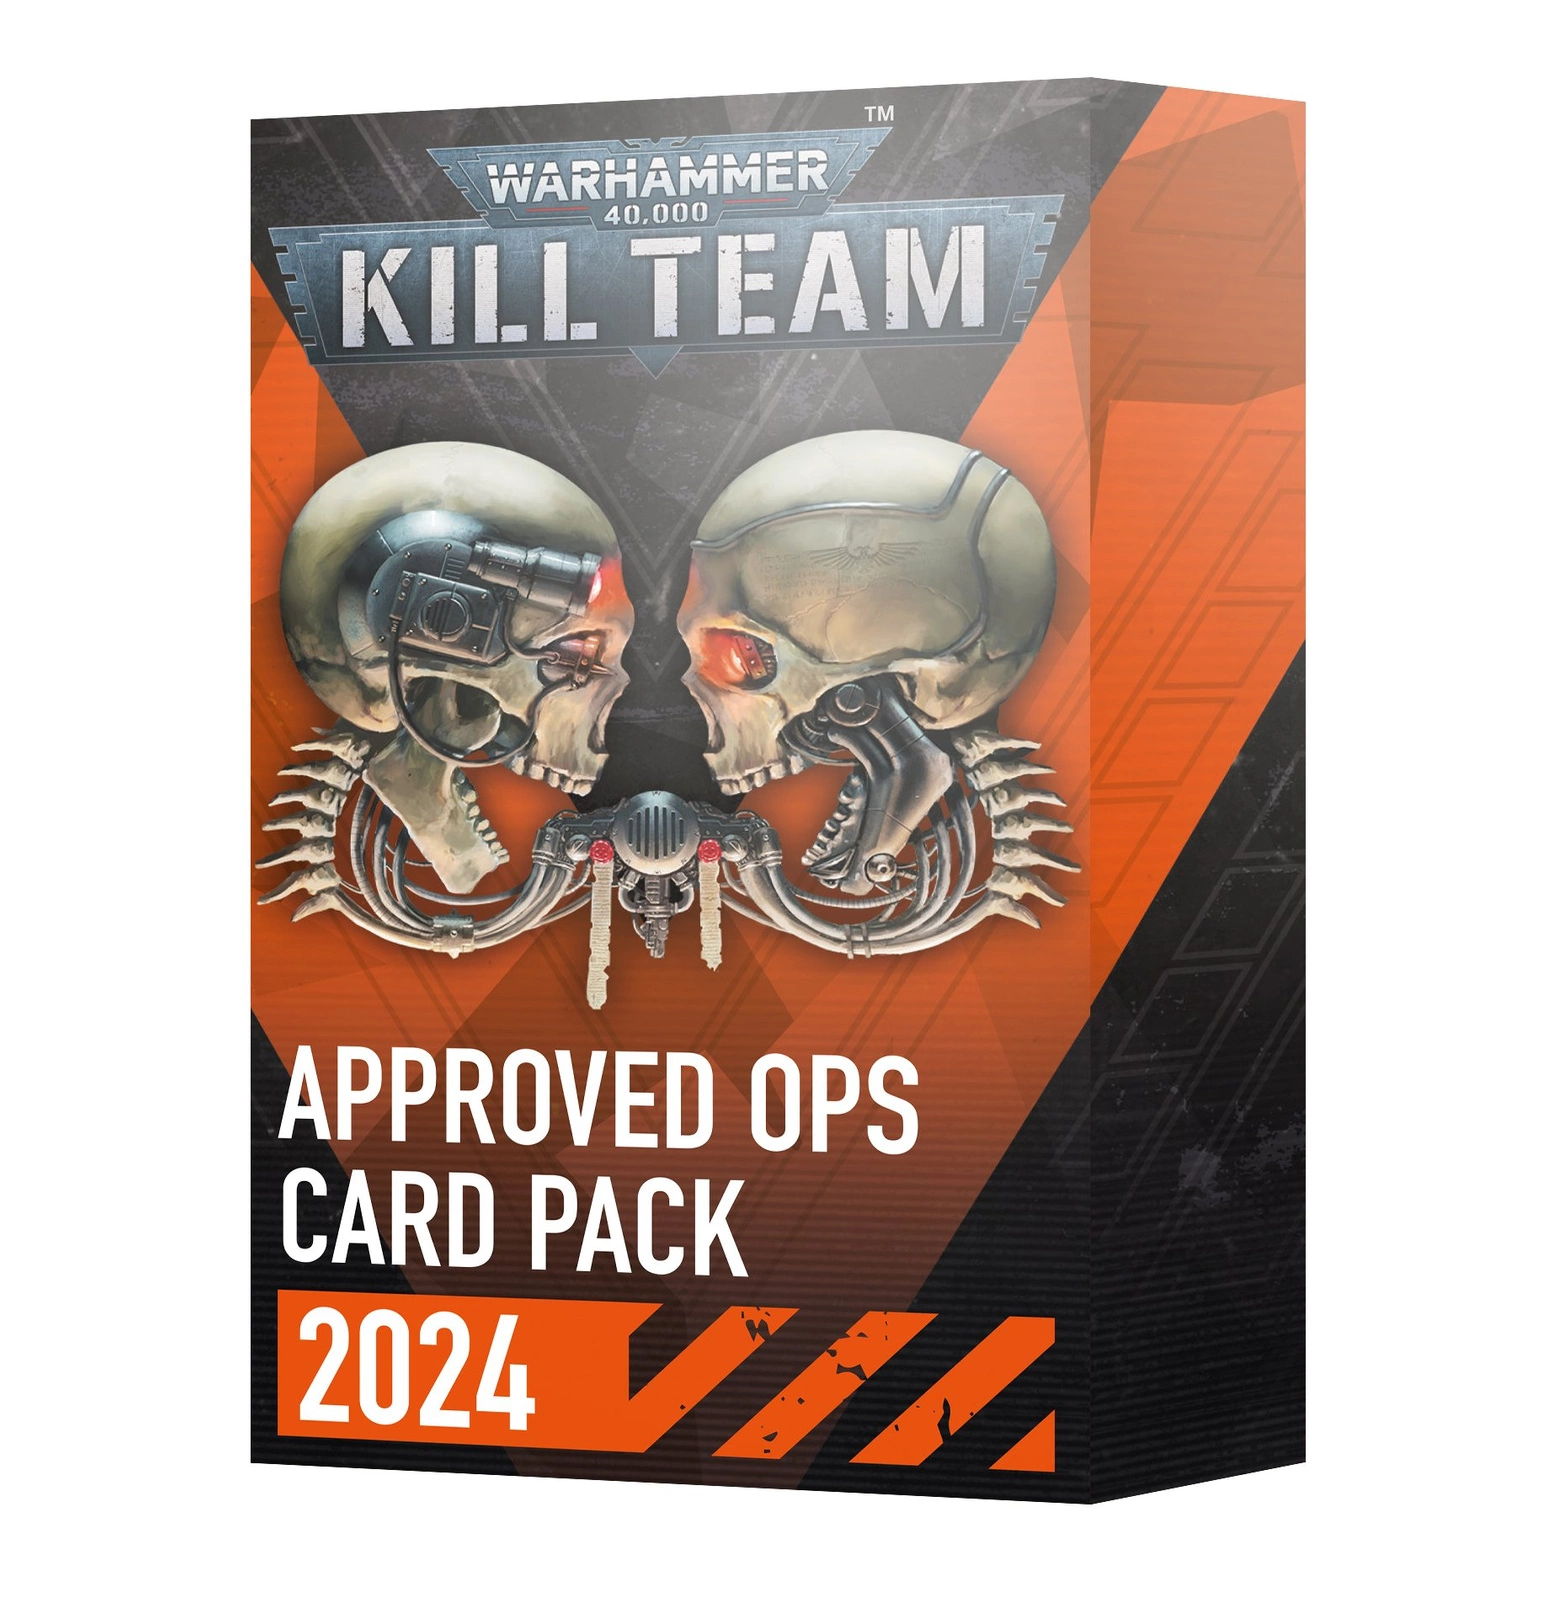 TM
WARHAMMER
40,000
KILL TEAM
APPROVED OPS
CARD PACK
2024